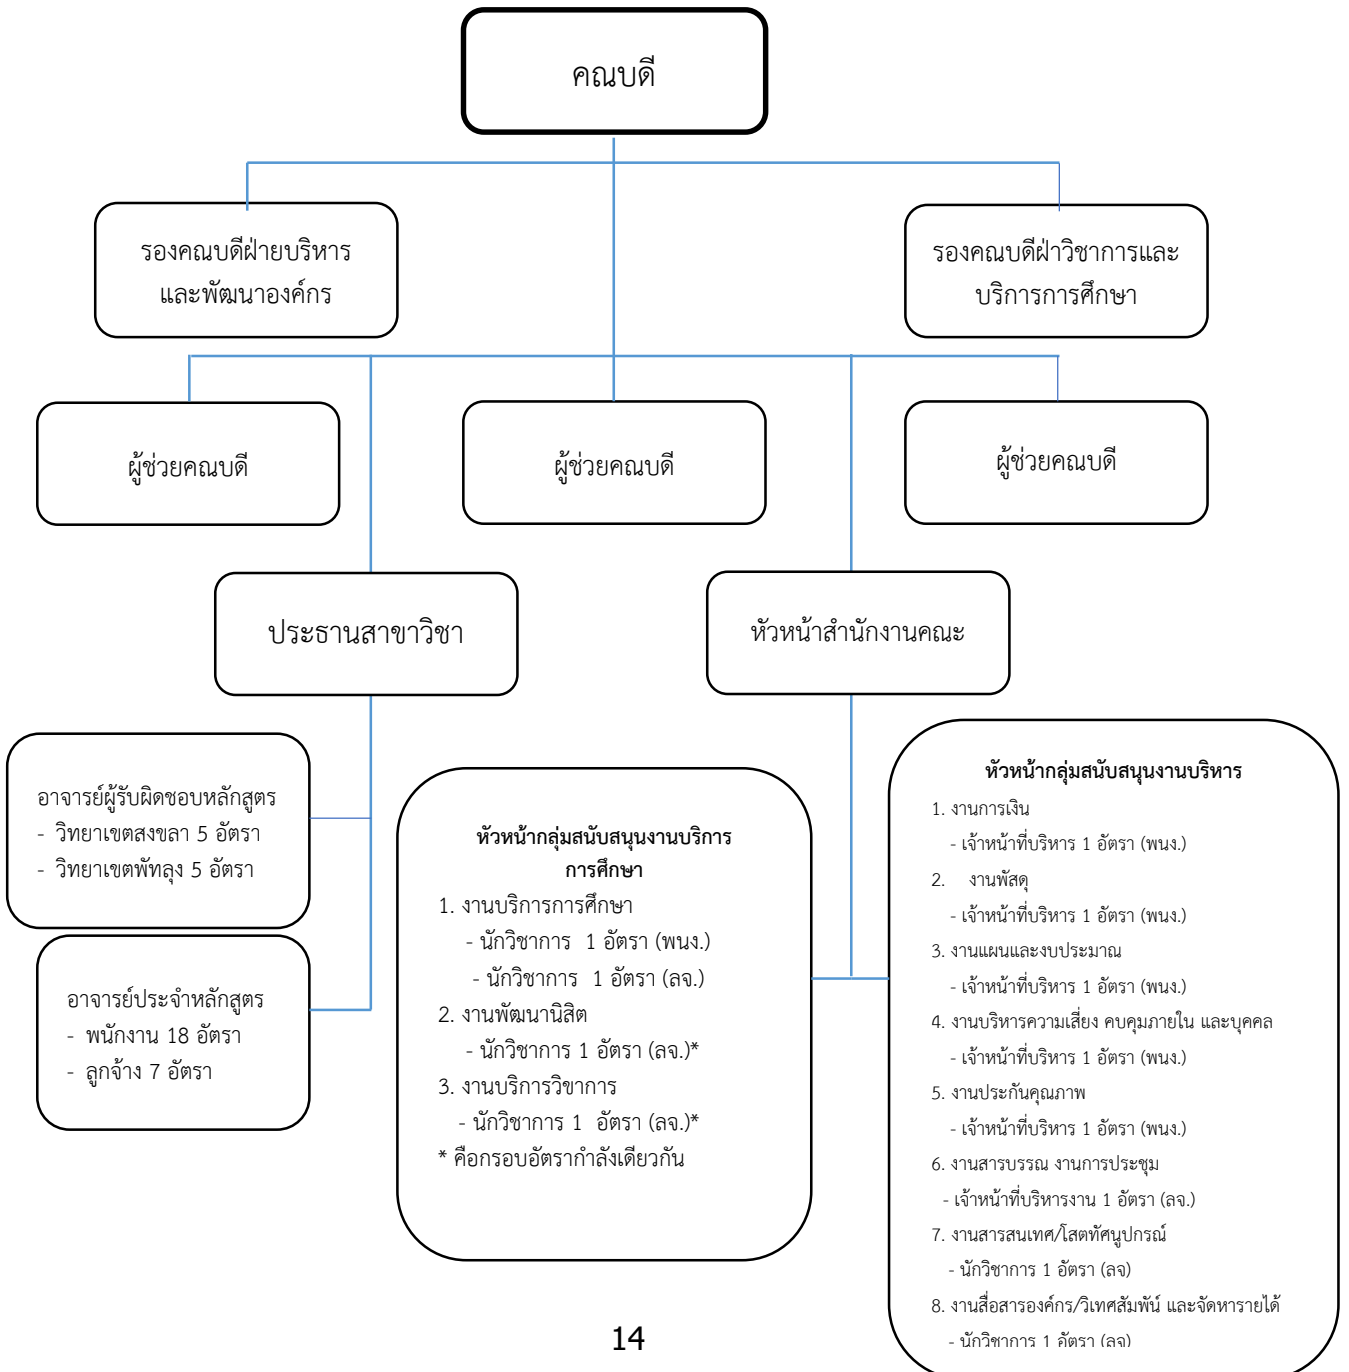 คณบดี
รองคณบดีฝ่ายบริหาร
และพัฒนาองค์กร
รองคณบดีฝ่าวิชาการและ
บริการการศึกษา
ผู้ช่วยคณบดี
ผู้ช่วยคณบดี
ผู้ช่วยคณบดี
ประธานสาขาวิชา
หัวหน้าสำนักงานคณะ
อาจารย์ผู้รับผิดชอบหลักสูตร
- วิทยาเขตสงขลา 5 อัตรา
- วิทยาเขตพัทลุง 5 อัตรา
อาจารย์ประจำหลักสูตร
- พนักงาน 18 อัตรา
- ลูกจ้าง 7 อัตรา
หัวหน้ากลุ่มสนับสนุนงานบริการ
การศึกษา
1. งานบริการการศึกษา
- นักวิชาการ 1 อัตรา (พนง.)
- นักวิชาการ 1 อัตรา (ลจ.)
2. งานพัฒนานิสิต
- นักวิชาการ 1 อัตรา (ลจ.)*
3. งานบริการวิขาการ
- นักวิชาการ 1 อัตรา (ลจ.)*
* คือกรอบอัตรากำลังเดียวกัน
หัวหน้ากลุ่มสนับสนุนงานบริหาร
1. งานการเงิน
- เจ้าหน้าที่บริหาร 1 อัตรา (พนง.)
2. งานพัสดุ
- เจ้าหน้าที่บริหาร 1 อัตรา (พนง.)
3. งานแผนและงบประมาณ
- เจ้าหน้าที่บริหาร 1 อัตรา (พนง.)
4. งานบริหารความเสี่ยง ควบคุมภายใน และบุคคล
- เจ้าหน้าที่บริหาร 1 อัตรา (พนง.)
5. งานประกันคุณภาพ
- เจ้าหน้าที่บริหาร 1 อัตรา (พนง.)
6. งานสารบรรณ งานการประชุม
- เจ้าหน้าที่บริหารงาน 1 อัตรา (ลจ.)
7. งานสารสนเทศ/โสตทัศนูปกรณ์
- นักวิชาการ 1 อัตรา (ลจ)
8. งานสื่อสารองค์กร/วิเทศสัมพัน์ และจัดหารายได้
- นักวิชาการ 1 อัตรา (ลจ)
14